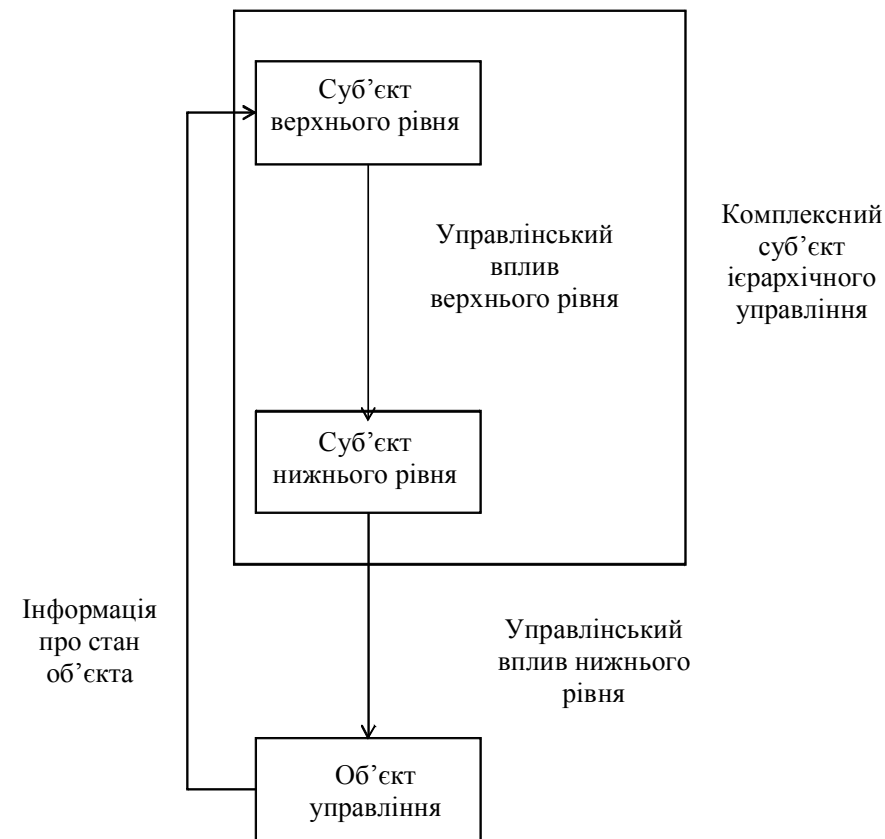 Суб’єкт
верхнього рівня
Управлінський
вплив
верхнього рівня
Комплексний
суб’єкт
ієрархічного
управління
Суб’єкт
нижнього рівня
Інформація
про стан
об’єкта
Управлінський
вплив нижнього
рівня
Об’єкт
управління